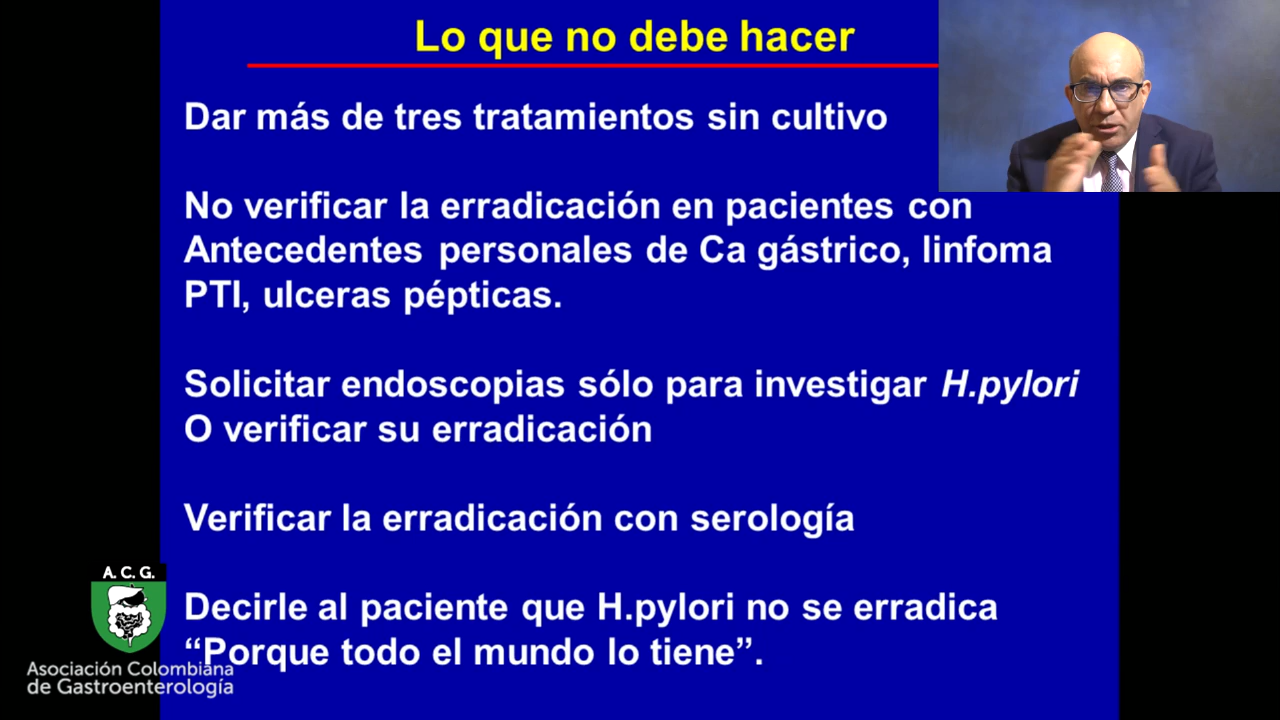 Lo que no debe hacer
Dar más de tres tratamientos sin cultivo
No verificar la erradicación en pacientes con
Antecedentes personales de Ca gástrico, linfoma
PTI, ulceras pépticas.
Solicitar endoscopias sólo para investigar H.pylori
O verificar su erradicación
Verificar la erradicación con serología
Decirle al paciente que H.pylori no se erradica
“Porque todo el mundo lo tiene”.
A. C. G.
Asociación Colombiana
de Gastroenterología